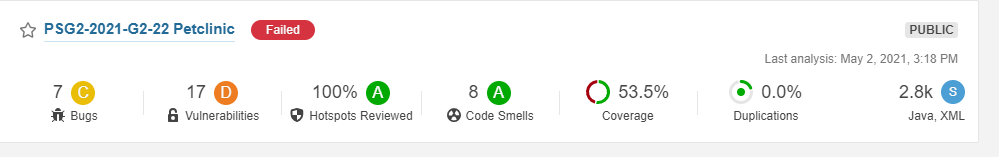 PSG2-2021-G2-22 Petclinic Failed PUBLIC
Last analysis: May 2, 2021, 3:18 PM
7 C 17 D 100% A 8 A 53.5% 0.0% 2.8k S
Bugs Vulnerabilities Hotspots Reviewed Code Smells Coverage Duplications Java, XML